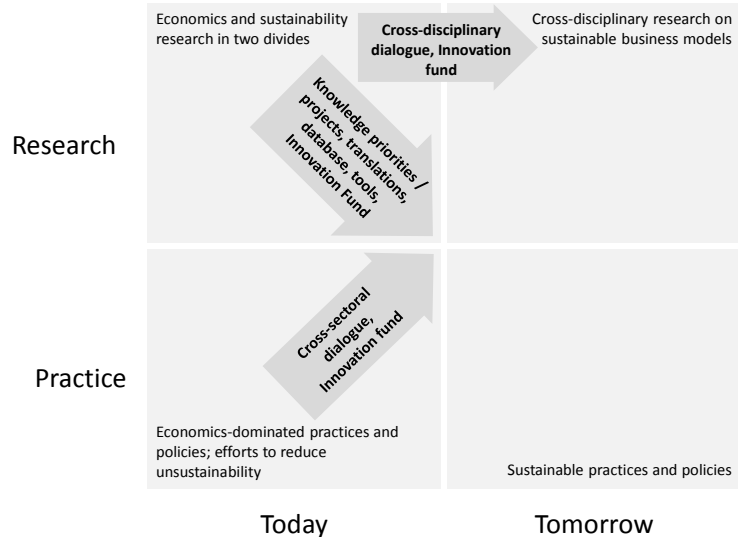 Economics and sustainability
research in two divides
Cross-disciplinary
dialogue, Innovation
fund
Cross-disciplinary research on
sustainable business models
Research
Knowledge priorities /
projects, translations,
database, tools,
Innovation Fund
Practice
Cross-sectoral
dialogue,
Innovation fund
Economics-dominated practices and
policies; efforts to reduce
unsustainability
Sustainable practices and policies
Today
Tomorrow